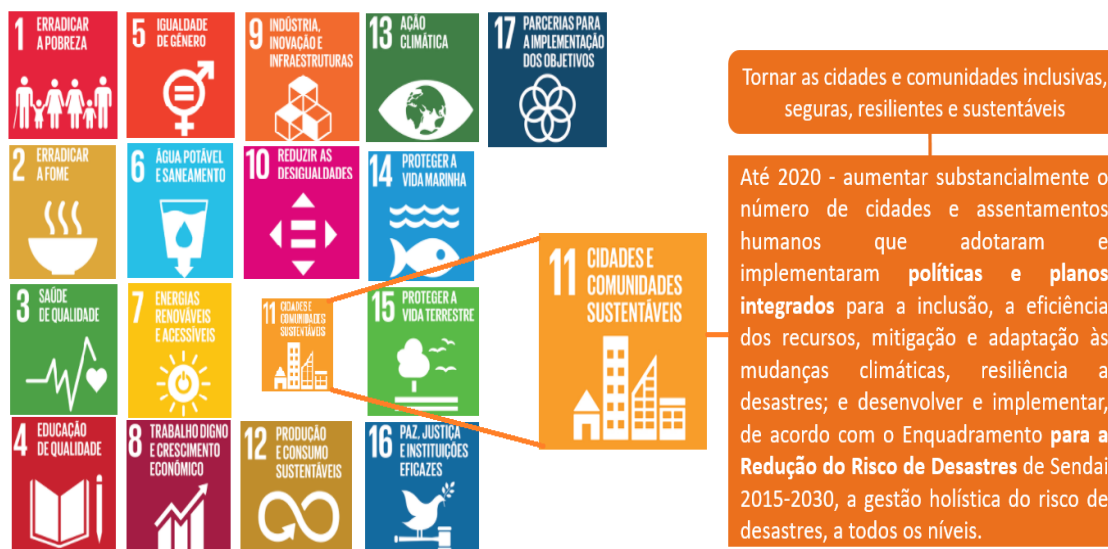 1 ERRADICAR
A POBREZA
2 ERRADICAR
A FOME
3 SAÚDE
DE QUALIDADE
4 EDUCAÇÃO
DE QUALIDADE
5 IGUALDADE
DE GÉNERO
6 ÁGUA POTÁVEL
E SANEAMENTO
7 ENERGIAS
RENOVÁVEIS
E ACESSÍVEIS
8 TRABALHO DIGNO
E CRESCIMENTO
ECONÓMICO
9 INDÚSTRIA,
INOVAÇÃO E
INFRAESTRUTURAS
10 REDUZIR AS
DESIGUALDADES
11 CIDADES E
COMUNIDADES
SUSTENTÁVEIS
12 PRODUÇÃO
E CONSUMO
SUSTENTÁVEIS
13 AÇÃO
CLIMÁTICA
14 PROTEGER A
VIDA MARINHA
15 PROTEGER A
VIDA TERRESTRE
16 PAZ, JUSTIÇA
E INSTITUIÇÕES
EFICAZES
17 PARCERIAS PARA
A IMPLEMENTAÇÃO
DOS OBJETIVOS
11 CIDADES E
COMUNIDADES
SUSTENTÁVEIS
Tornar as cidades e comunidades inclusivas,
seguras, resilientes e sustentáveis
Até 2020 - aumentar substancialmente o
número de cidades e assentamentos
humanos que adotaram e
implementaram políticas e planos
integrados para a inclusão, a eficiência
dos recursos, mitigação e adaptação às
mudanças climáticas, resiliência a
desastres; e desenvolver e implementar,
de acordo com o Enquadramento para a
Redução do Risco de Desastres de Sendai
2015-2030, a gestão holística do risco de
desastres, a todos os níveis.